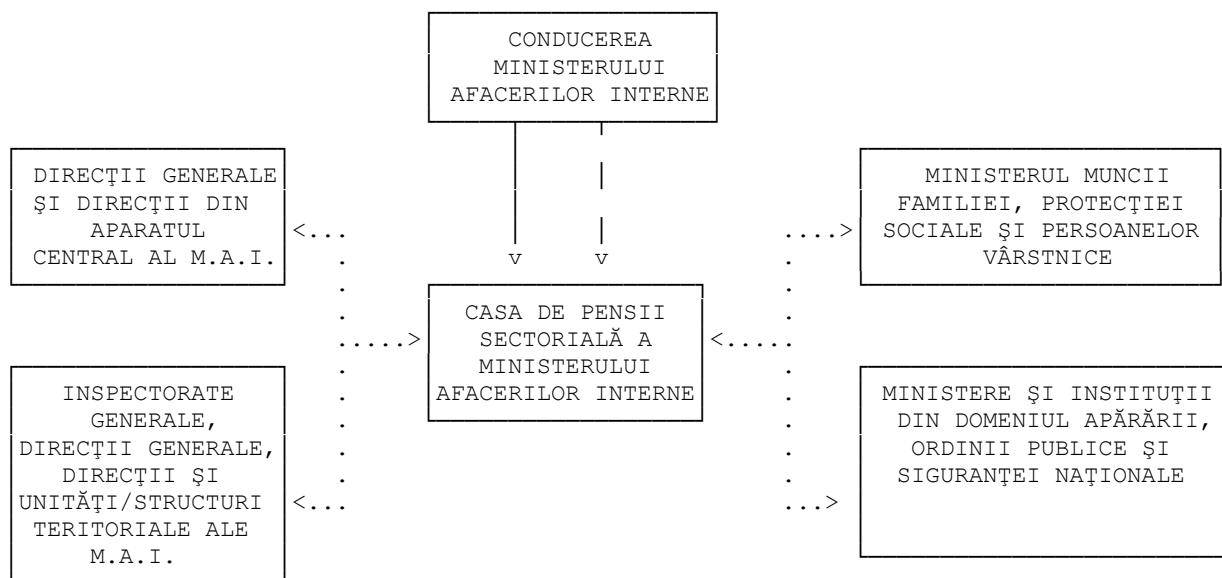 CONDUCEREA
MINISTERULUI
AFACERILOR INTERNE
DIRECŢII GENERALE
ŞI DIRECŢII DIN
APARATUL
CENTRAL AL M.A.I.
MINISTERUL MUNCII
FAMILIEI, PROTECŢIEI
SOCIALE ŞI PERSOANELOR
VÂRSTNICE
CASA DE PENSII
SECTORIALĂ A
MINISTERULUI
AFACERILOR INTERNE
INSPECTORATE
GENERALE,
DIRECŢII GENERALE,
DIRECŢII ŞI
UNITĂŢI/STRUCTURI
TERITORIALE ALE
M.A.I.
MINISTERE ŞI INSTITUŢII
DIN DOMENIUL APĂRĂRII,
ORDINII PUBLICE ŞI
SIGURANŢEI NAŢIONALE